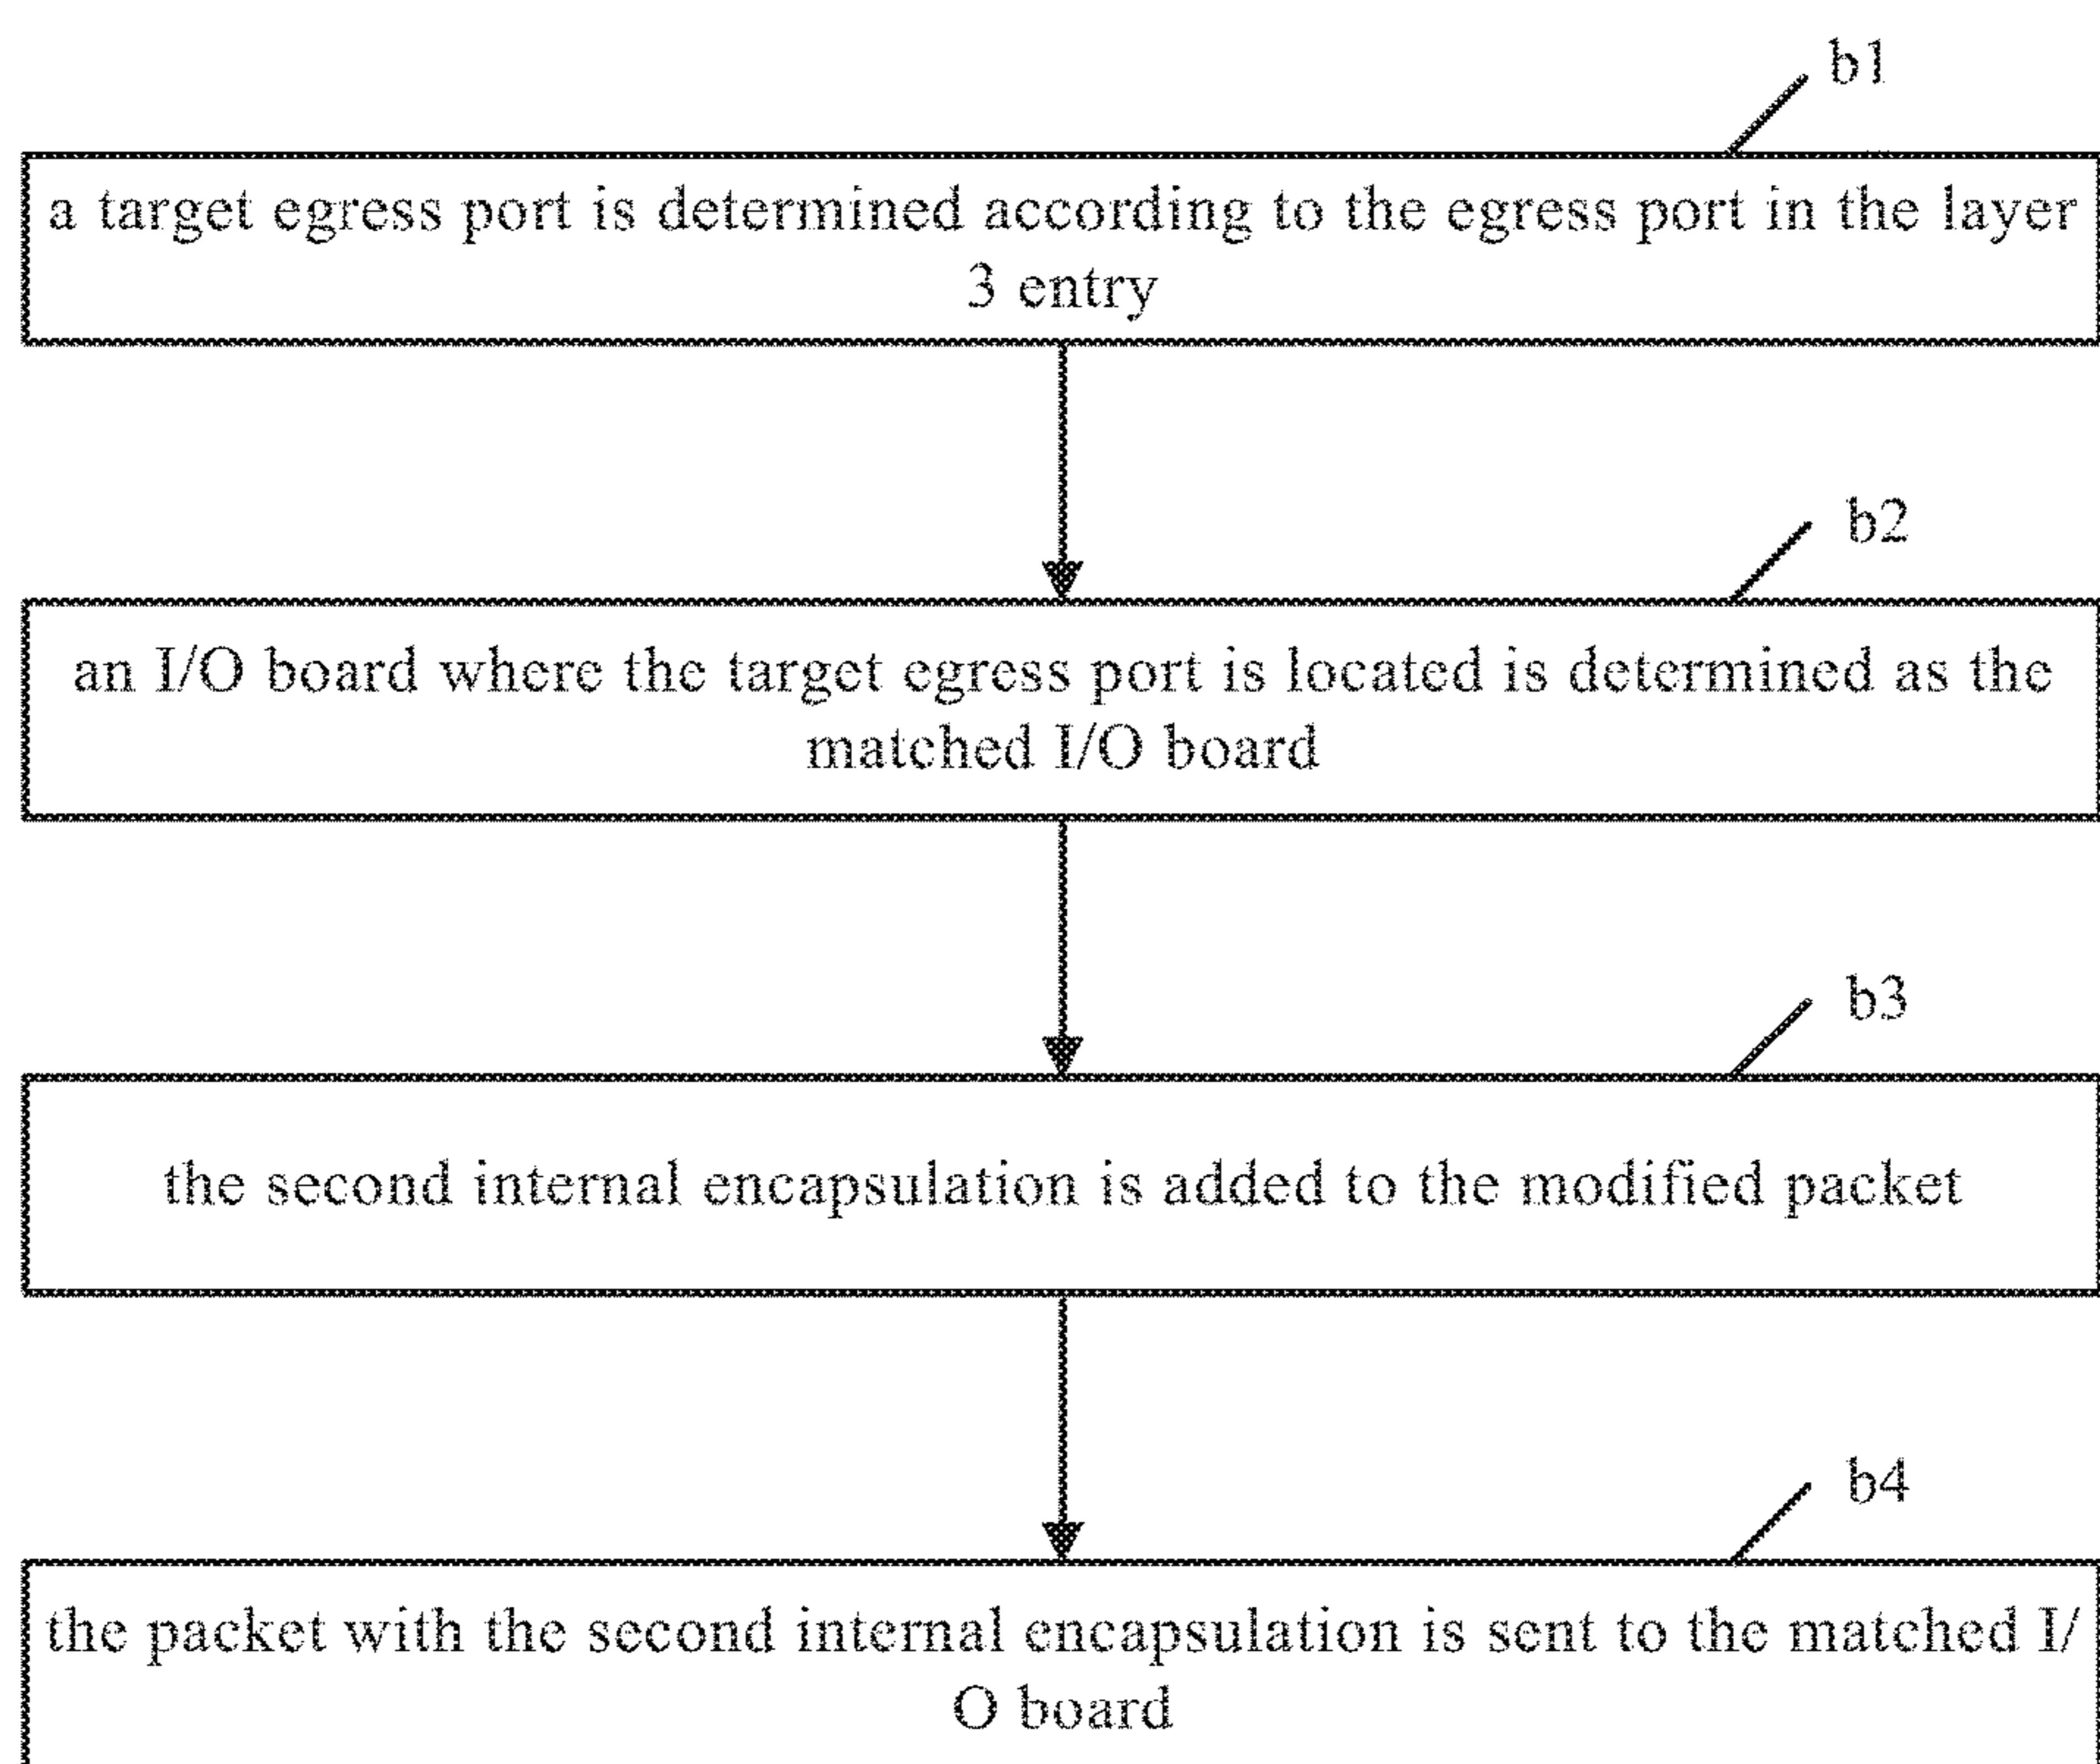 b1
a target egress port is determined according to the egress port in the layer
3 entry
b2
an I/O board where the target egress port is located is determined as the
matched I/O board
b3
the second internal encapsulation is added to the modified packet
b4
the packet with the second internal encapsulation is sent to the matched I/
O board